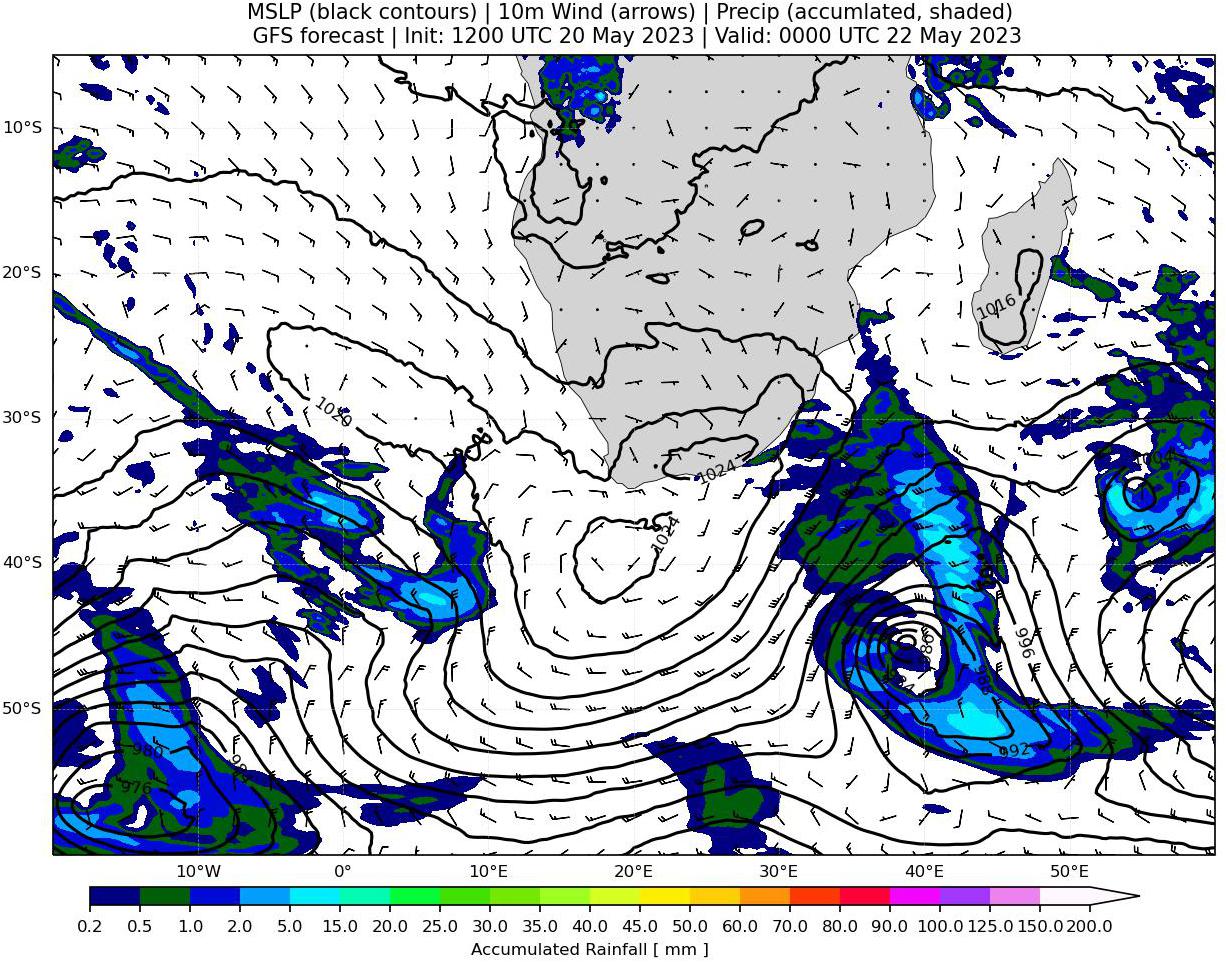 MSLP (black contours) | 10m Wind (arrows) | Precip (accumlated, shaded)
GFS forecast | Init: 1200 UTC 20 May 2023 | Valid: 0000 UTC 22 May 2023
10°S
20°S
1016
1020
30°S
1004
1024
1024
40°S
996
988
50°S
980
992
976
10°W 0° 10°E 20°E 30°E 40°E 50°E
0.2 0.5 1.0 2.0 5.0 15.0 20.0 25.0 30.0 35.0 40.0 45.0 50.0 60.0 70.0 80.0 90.0 100.0 125.0 150.0 200.0
Accumulated Rainfall [ mm ]